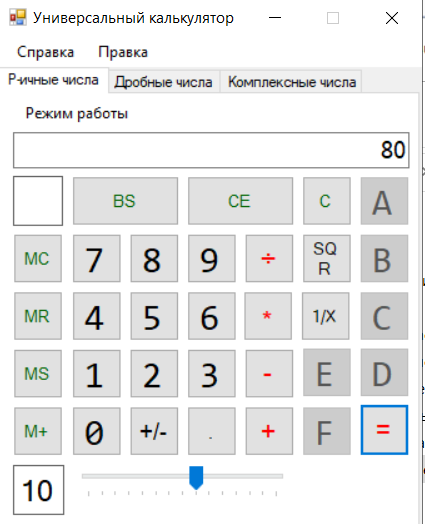 Универсальный калькулятор
Справка Правка
Р-ичные числа Дробные числа Комплексные числа
Режим работы
80
BS CE C A
MC 7 8 9 ÷ SQR B
MR 4 5 6 * 1/X C
MS 1 2 3 - E D
M+ 0 +/- . + F =
10